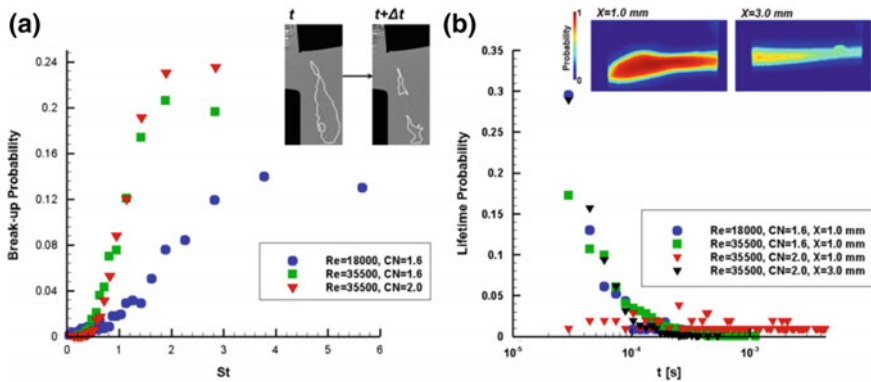 (a)
t
t+Δt
0.24
0.2
0.16
0.12
0.08
0.04
0
Break-up Probability
Re=18000, CN=1.6
Re=35500, CN=1.6
Re=35500, CN=2.0
0 1 2 3 4 5 6
St
(b)
X=1.0 mm
X=3.0 mm
1
Probability
0
0.35
0.3
0.25
0.2
0.15
0.1
0.05
0
Lifetime Probability
Re=18000, CN=1.6, X=1.0 mm
Re=35500, CN=1.6, X=1.0 mm
Re=35500, CN=2.0, X=1.0 mm
Re=35500, CN=2.0, X=3.0 mm
10⁻⁵ 10⁻⁴ 10⁻³
t [s]